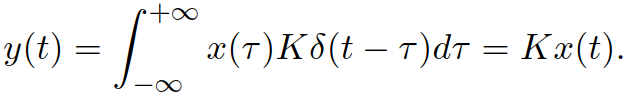 y(t) = ∫_{−∞}^{+∞} x(τ)Kδ(t − τ)dτ = Kx(t).